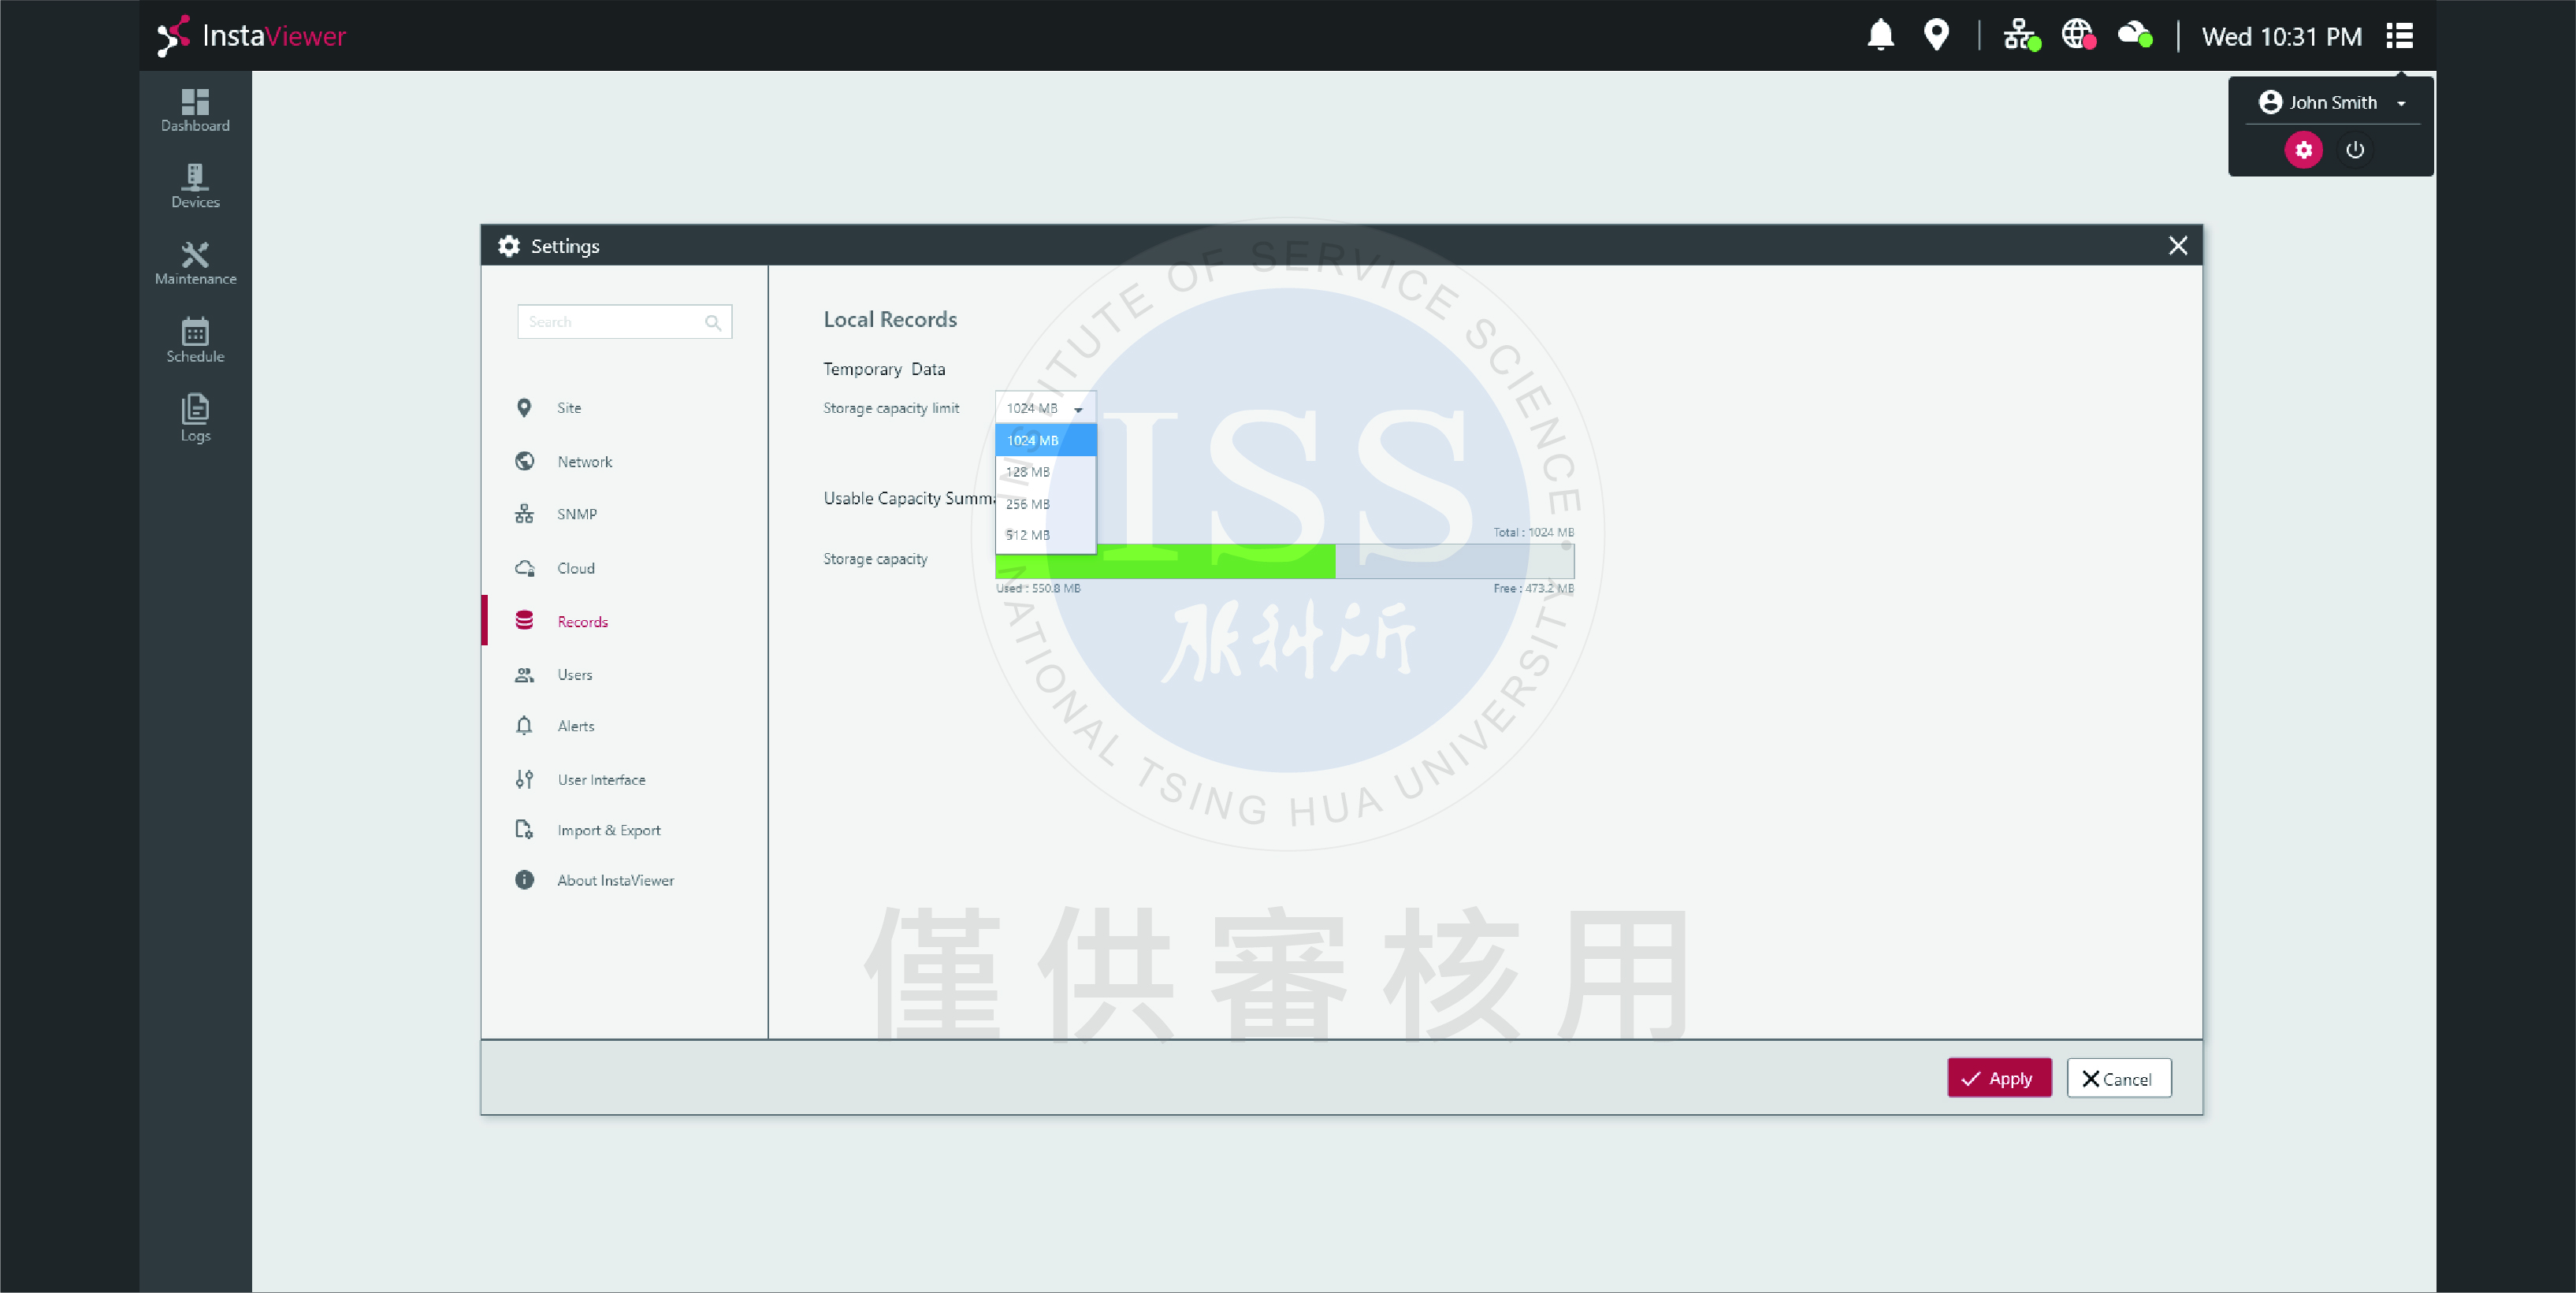 InstaViewer
Wed 10:31 PM
John Smith
Dashboard
Devices
Maintenance
Schedule
Logs
Settings
Search
Site
Network
SNMP
Cloud
Records
Users
Alerts
User Interface
Import & Export
About InstaViewer
Local Records
Temporary Data
Storage capacity limit
1024 MB
1024 MB
128 MB
256 MB
512 MB
Usable Capacity Summa
Total : 1024 MB
Storage capacity
Used : 550.8 MB
Free : 473.2 MB
INSTITUTE OF SERVICE SCIENCE
ISS
服科所
NATIONAL TSING HUA UNIVERSITY
僅供審核用
Apply
Cancel